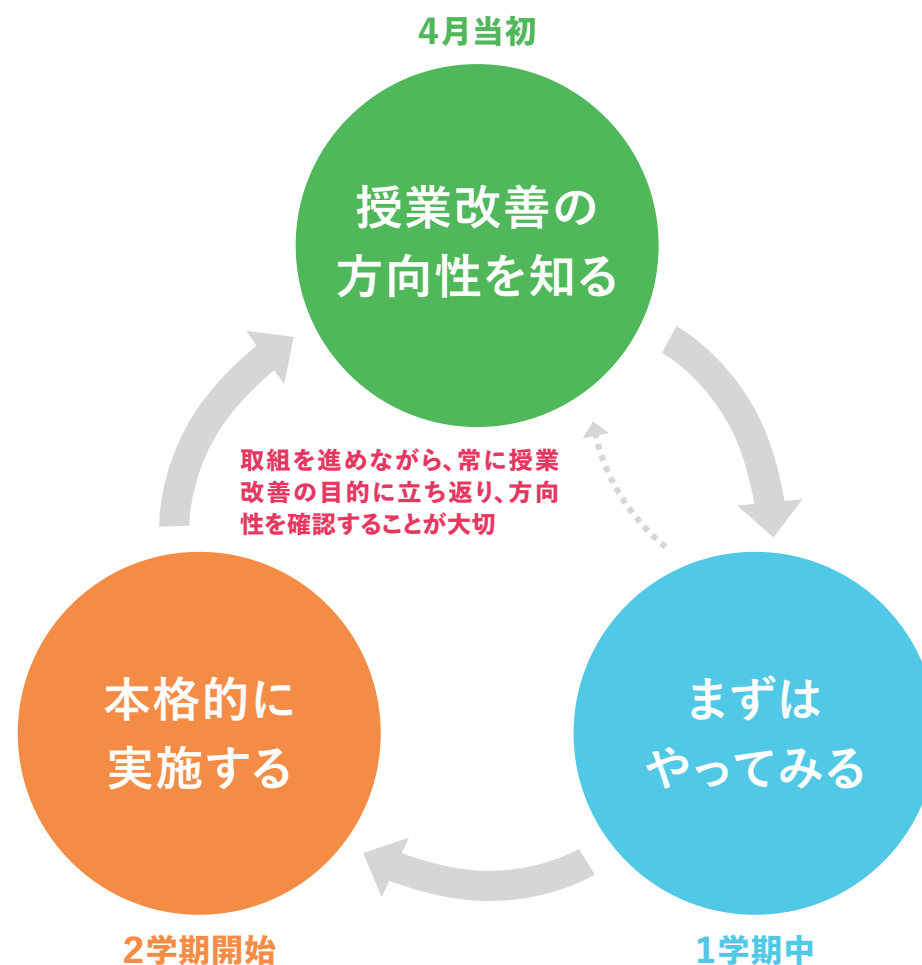 4月当初
授業改善の
方向性を知る
取組を進めながら、常に授業
改善の目的に立ち返り、方向
性を確認することが大切
本格的に
実施する
まずは
やってみる
2学期開始
1学期中